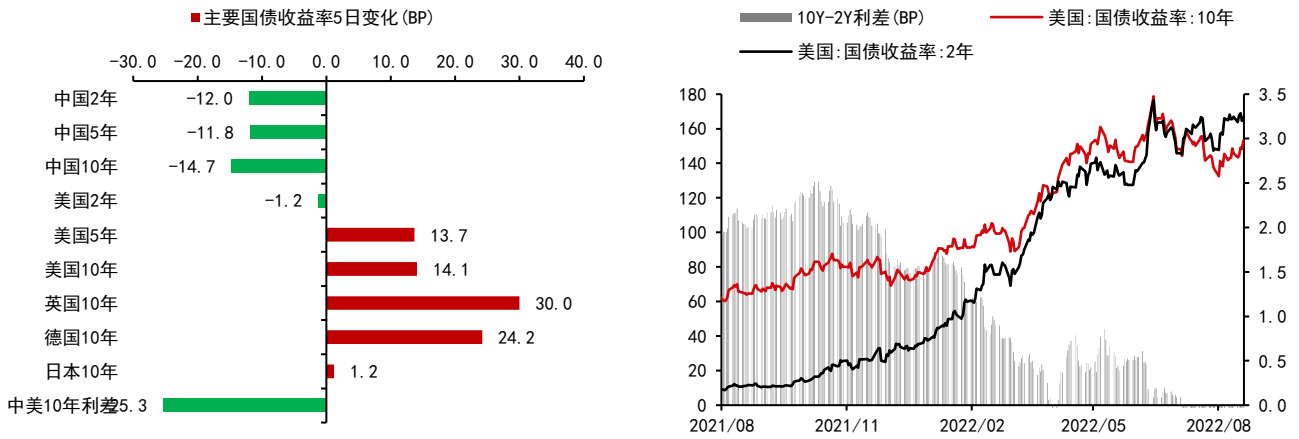 主要国债收益率5日变化(BP)
-30.0 -20.0 -10.0 0.0 10.0 20.0 30.0 40.0
中国2年 -12.0
中国5年 -11.8
中国10年 -14.7
美国2年 -1.2
美国5年 13.7
美国10年 14.1
英国10年 30.0
德国10年 24.2
日本10年 1.2
中美10年利差 25.3
10Y-2Y利差(BP) 美国:国债收益率:10年
美国:国债收益率:2年
180 3.5
160 3.0
140
120 2.5
100 2.0
80 1.5
60
40 1.0
20 0.5
0 0.0
2021/08 2021/11 2022/02 2022/05 2022/08